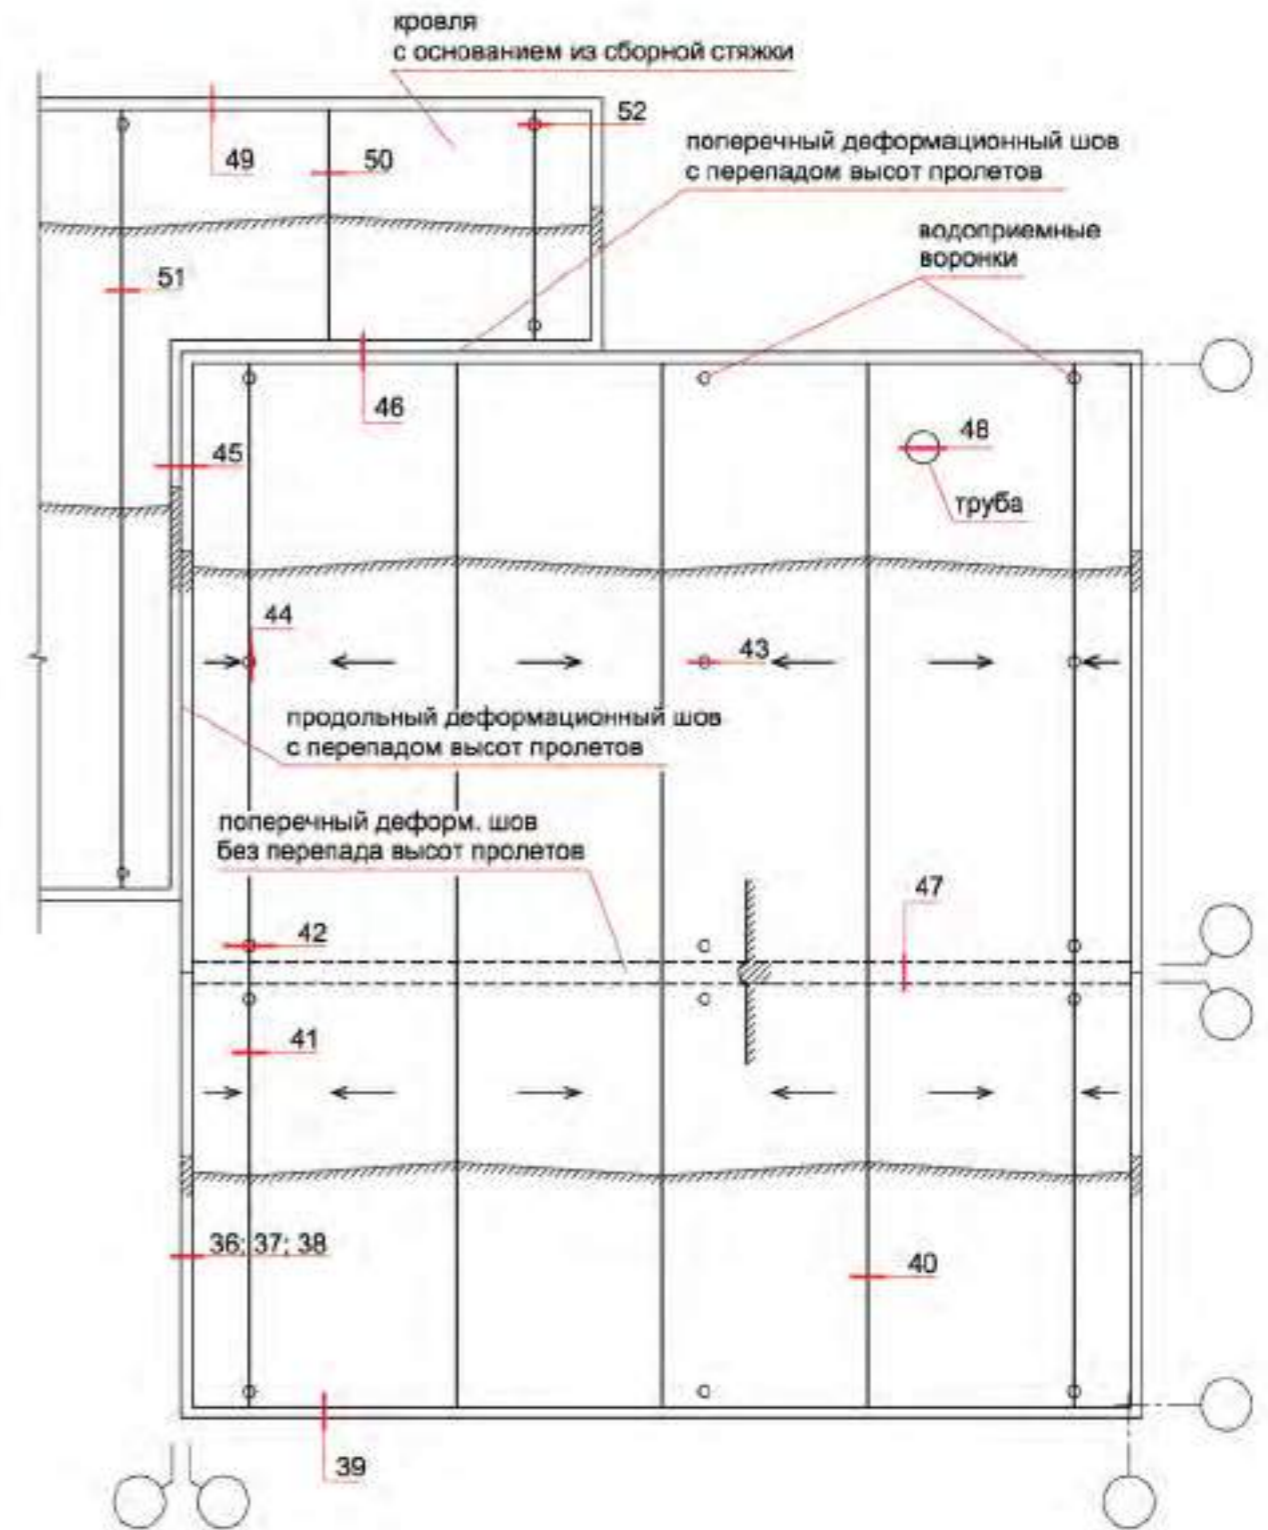 кровля
с основанием из сборной стяжки
52
поперечный деформационный шов
с перепадом высот пролетов
49
50
водоприемные
воронки
51
46
45
48
труба
44
43
продольный деформационный шов
с перепадом высот пролетов
поперечный деформ. шов
без перепада высот пролетов
47
42
41
36; 37; 38
40
39